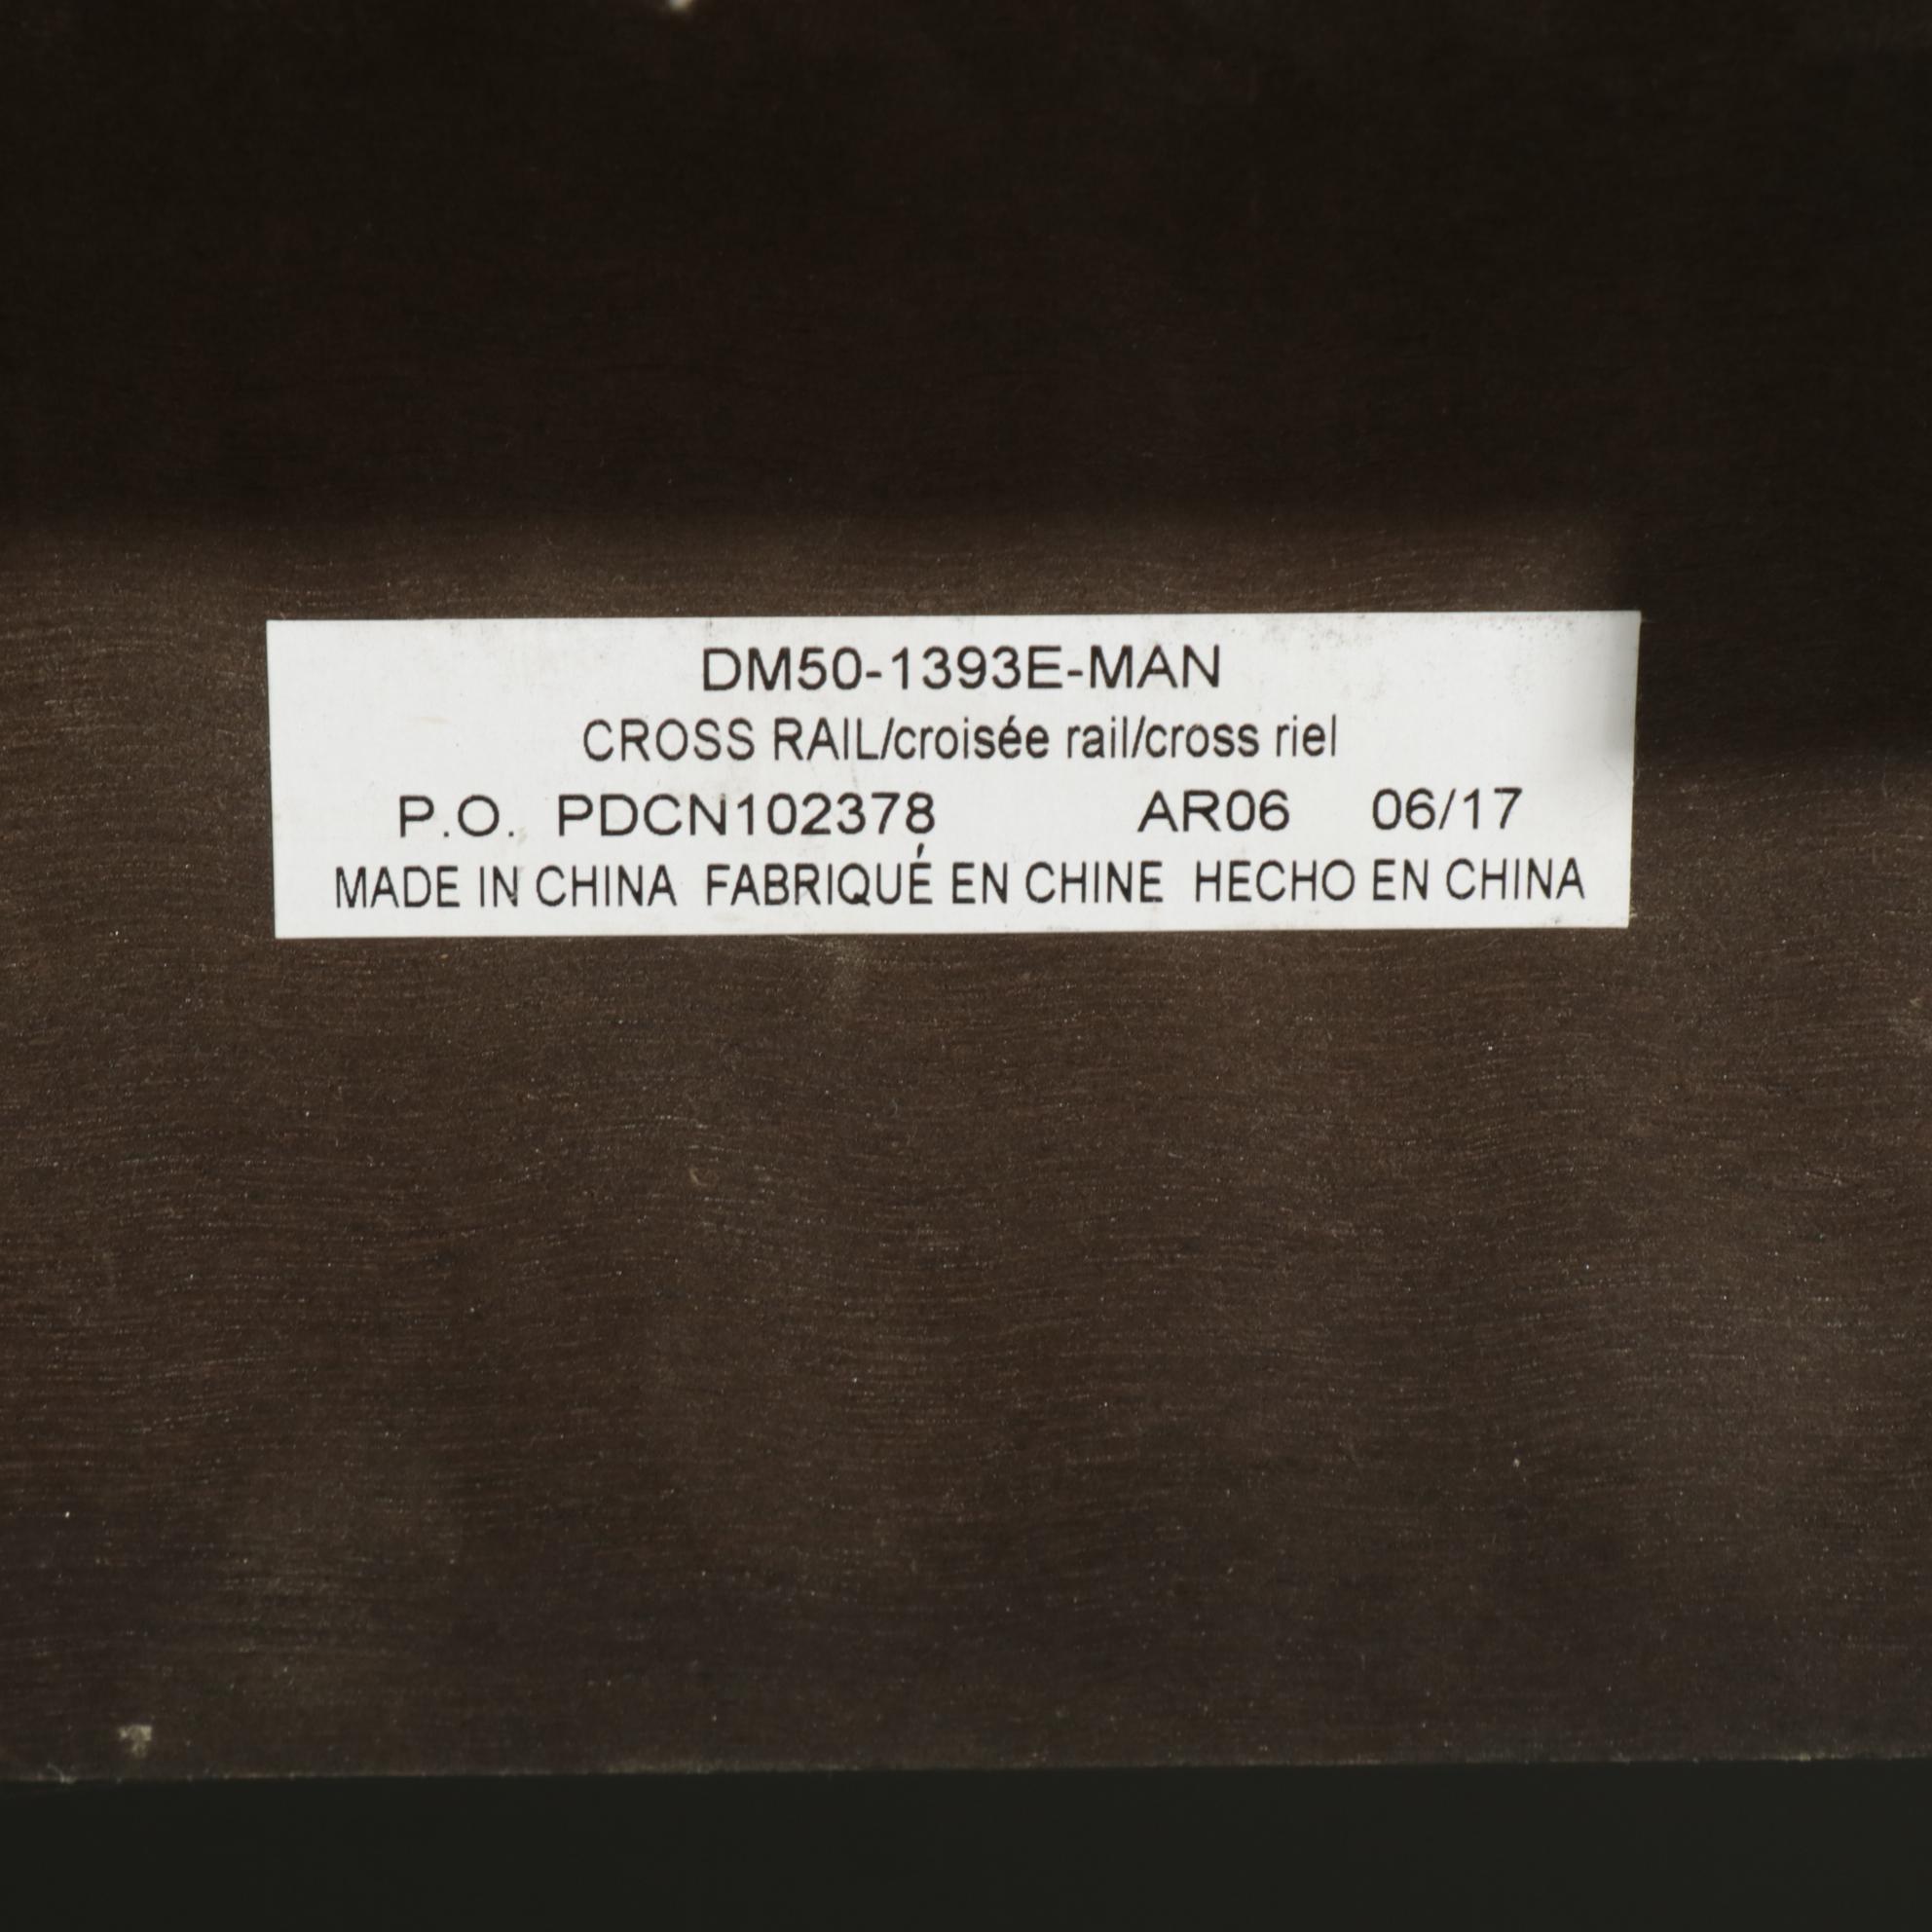 DM50-1393E-MAN
CROSS RAIL/croisée rail/cross riel
P.O. PDCN102378 AR06 06/17
MADE IN CHINA FABRIQUÉ EN CHINE HECHO EN CHINA